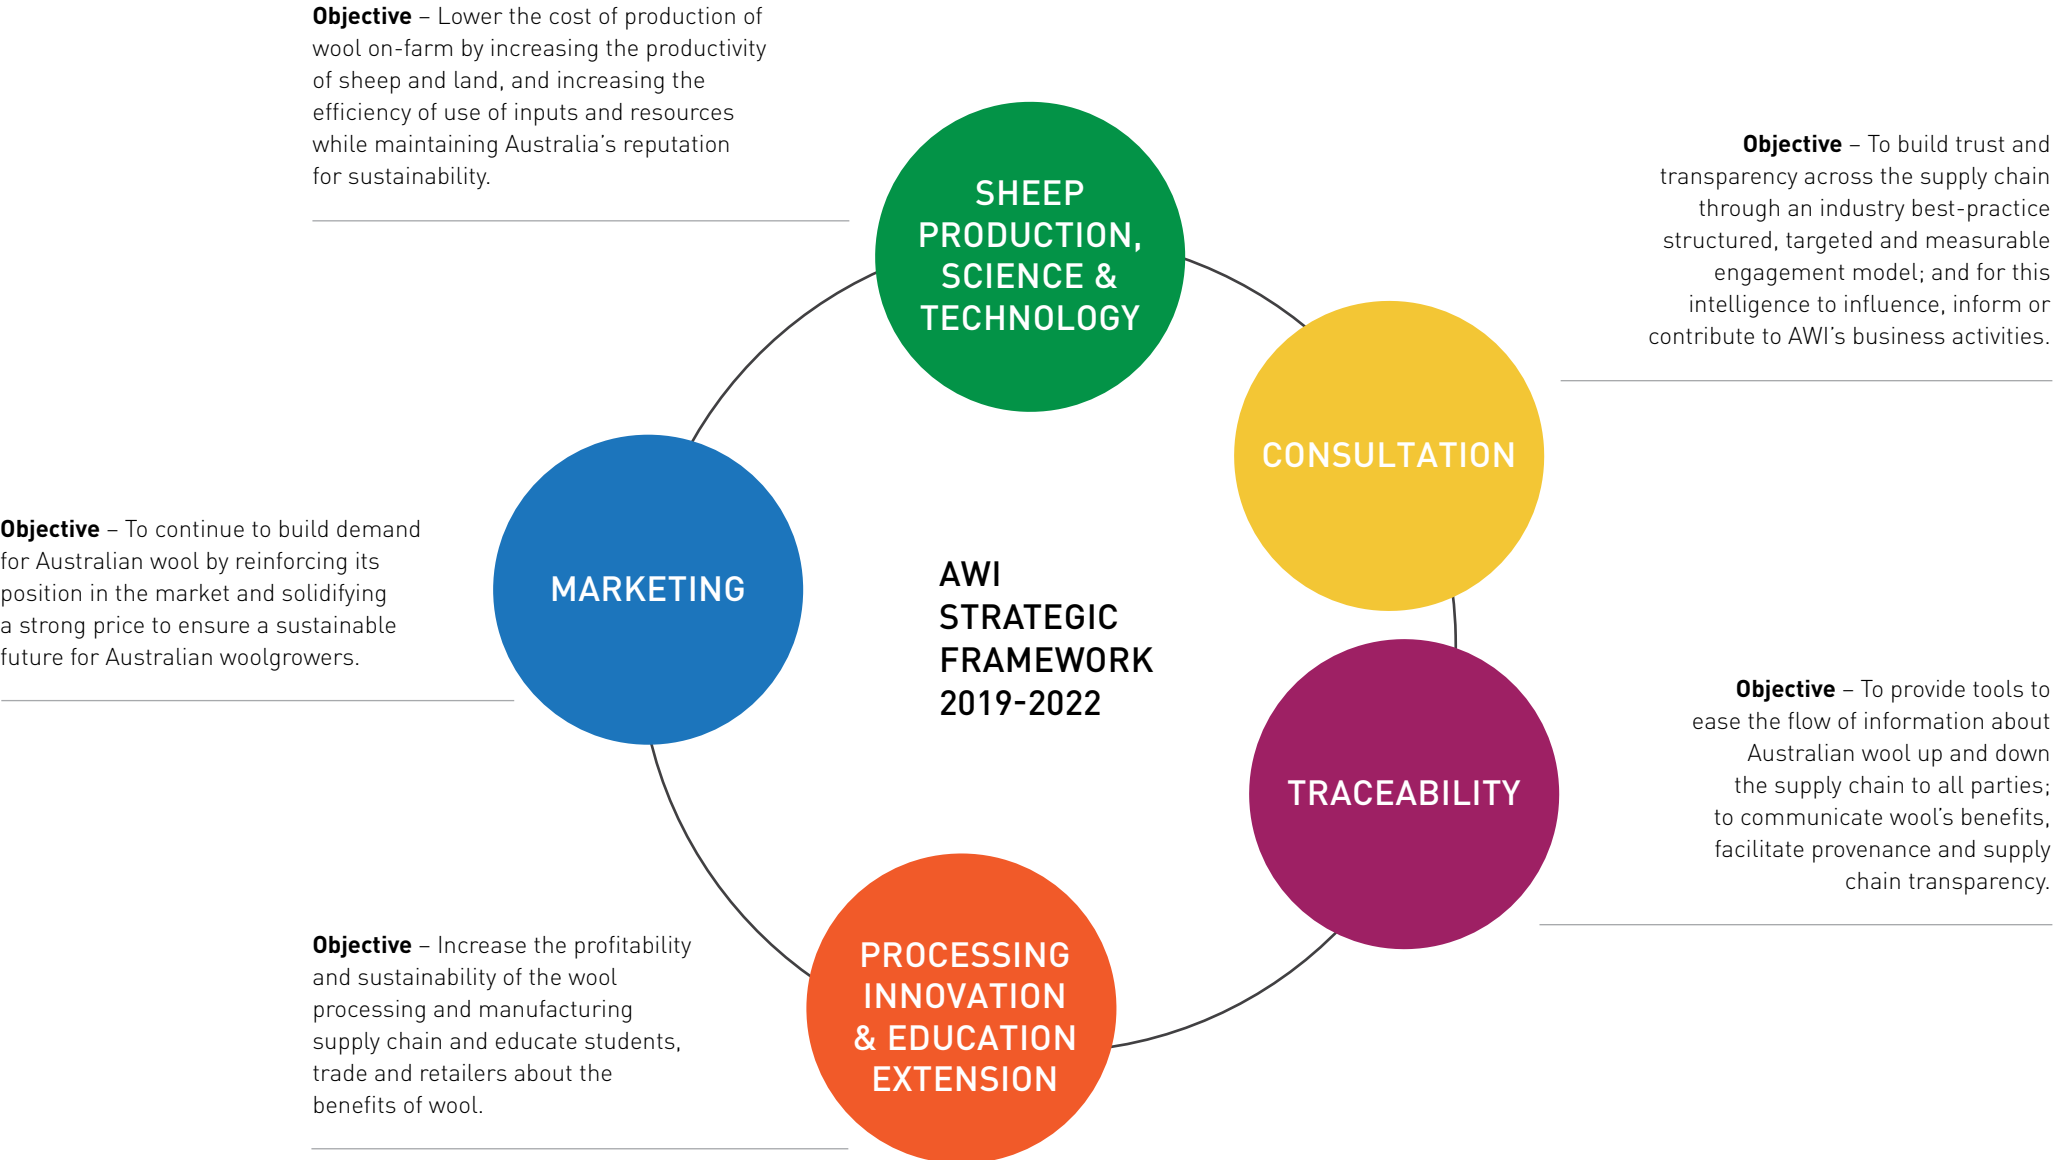 Objective – Lower the cost of production of
wool on-farm by increasing the productivity
of sheep and land, and increasing the
efficiency of use of inputs and resources
while maintaining Australia’s reputation
for sustainability.
SHEEP
PRODUCTION,
SCIENCE &
TECHNOLOGY
Objective – To build trust and
transparency across the supply chain
through an industry best-practice
structured, targeted and measurable
engagement model; and for this
intelligence to influence, inform or
contribute to AWI’s business activities.
CONSULTATION
Objective – To continue to build demand
for Australian wool by reinforcing its
position in the market and solidifying
a strong price to ensure a sustainable
future for Australian woolgrowers.
MARKETING
AWI
STRATEGIC
FRAMEWORK
2019-2022
TRACEABILITY
Objective – To provide tools to
ease the flow of information about
Australian wool up and down
the supply chain to all parties;
to communicate wool’s benefits,
facilitate provenance and supply
chain transparency.
Objective – Increase the profitability
and sustainability of the wool
processing and manufacturing
supply chain and educate students,
trade and retailers about the
benefits of wool.
PROCESSING
INNOVATION
& EDUCATION
EXTENSION